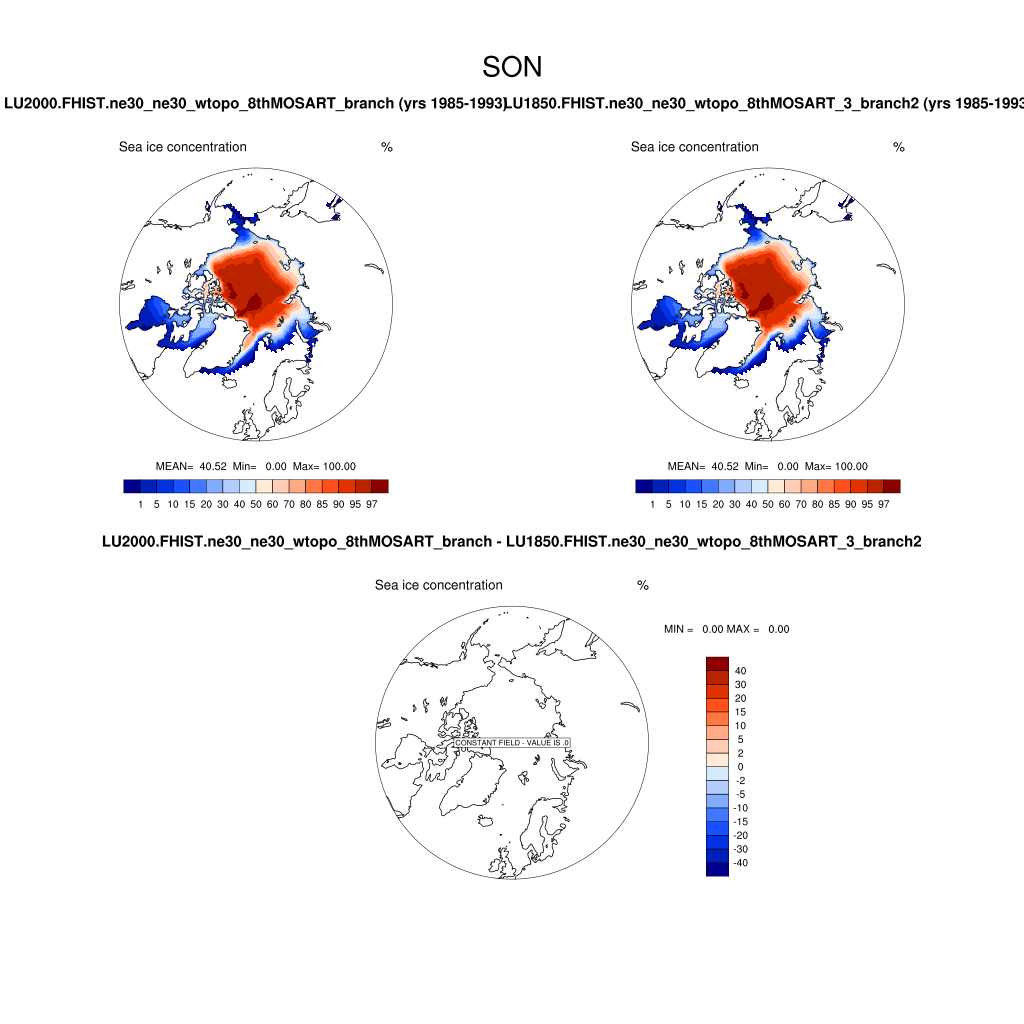 SON
LU2000.FHIST.ne30_ne30_wtopo_8thMOSART_branch (yrs 1985-1993)
LU1850.FHIST.ne30_ne30_wtopo_8thMOSART_3_branch2 (yrs 1985-1993
Sea ice concentration %
Sea ice concentration %
MEAN= 40.52 Min= 0.00 Max= 100.00
MEAN= 40.52 Min= 0.00 Max= 100.00
1 5 10 15 20 30 40 50 60 70 80 85 90 95 97
1 5 10 15 20 30 40 50 60 70 80 85 90 95 97
LU2000.FHIST.ne30_ne30_wtopo_8thMOSART_branch - LU1850.FHIST.ne30_ne30_wtopo_8thMOSART_3_branch2
Sea ice concentration %
MIN = 0.00 MAX = 0.00
CONSTANT FIELD - VALUE IS .0
40
30
20
15
10
5
2
0
-2
-5
-10
-15
-20
-30
-40